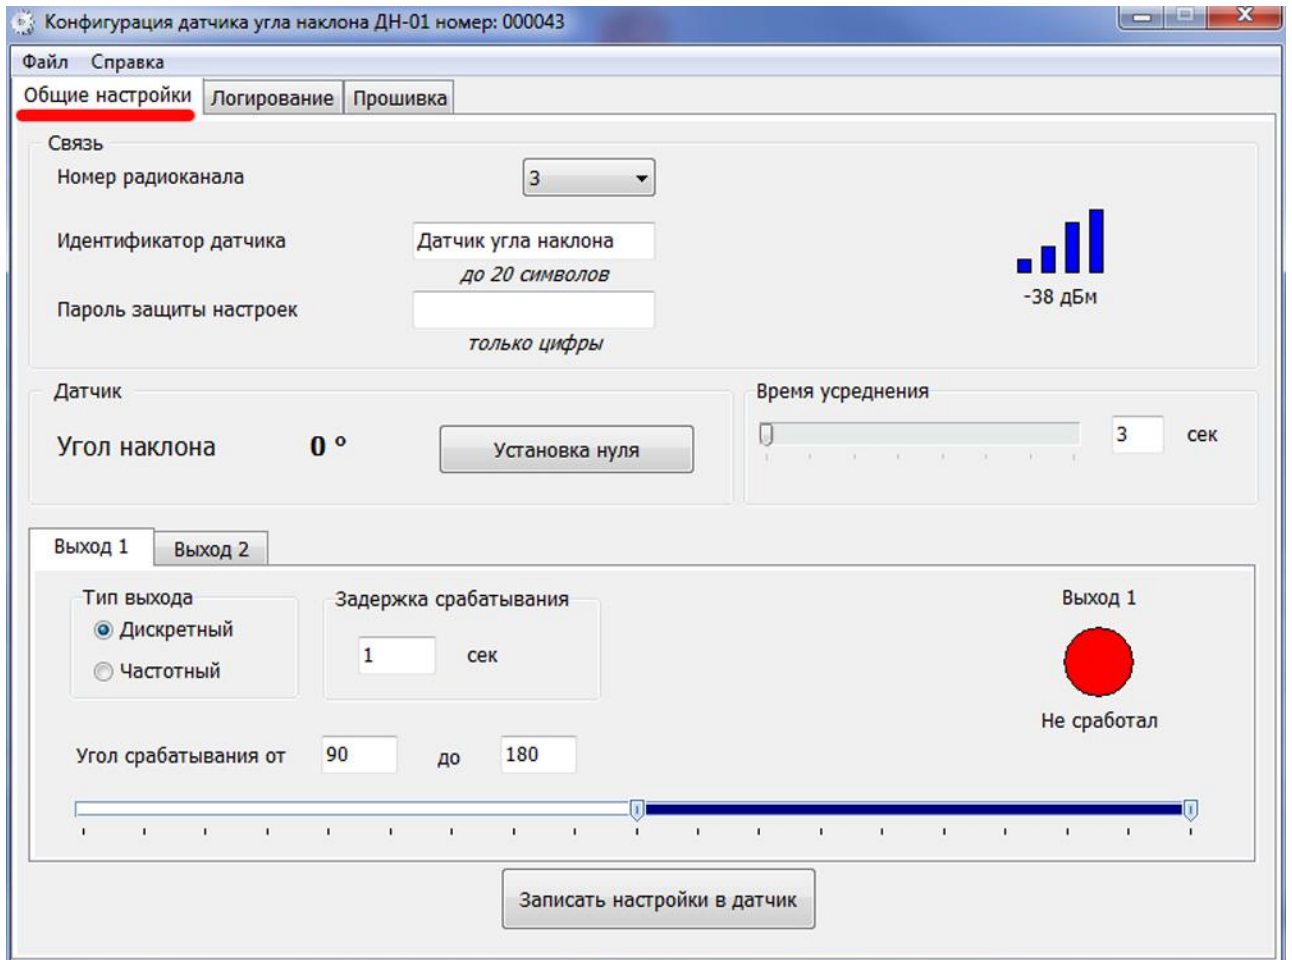 Конфигурация датчика угла наклона ДН-01 номер: 000043
Файл Справка
Общие настройки Логирование Прошивка
Связь
Номер радиоканала 3
Идентификатор датчика Датчик угла наклона
до 20 символов
-38 дБм
Пароль защиты настроек
только цифры
Датчик
Время усреднения
Угол наклона 0 ° Установка нуля
3 сек
Выход 1 Выход 2
Тип выхода
Дискретный
Частотный
Задержка срабатывания
1 сек
Выход 1
Не сработал
Угол срабатывания от 90 до 180
Записать настройки в датчик